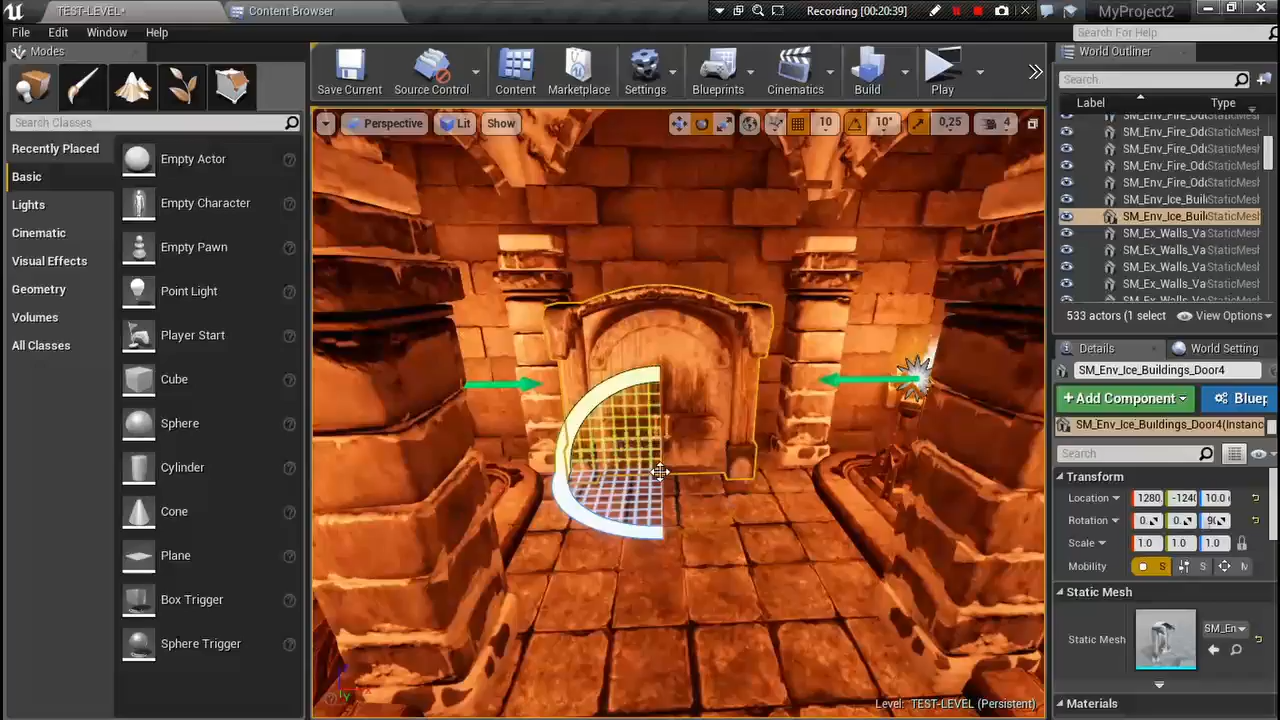 TEST-LEVEL*
Content Browser
Recording [00:20:39]
MyProject2
File Edit Window Help
Search For Help
Modes
Save Current
Source Control
Content
Marketplace
Settings
Blueprints
Cinematics
Build
Play
World Outliner
Search
Label Type
Search Classes
Perspective
Lit
Show
10
10°
0,25
4
Recently Placed
Basic
Lights
Cinematic
Visual Effects
Geometry
Volumes
All Classes
Empty Actor
Empty Character
Empty Pawn
Point Light
Player Start
Cube
Sphere
Cylinder
Cone
Plane
Box Trigger
Sphere Trigger
SM_Env_Fire_Od StaticMesh
SM_Env_Fire_Od StaticMesh
SM_Env_Fire_Od StaticMesh
SM_Env_Fire_Od StaticMesh
SM_Env_Ice_Buil StaticMesh
SM_Env_Ice_Buil StaticMesh
SM_Ex_Walls_Va StaticMesh
SM_Ex_Walls_Va StaticMesh
SM_Ex_Walls_Va StaticMesh
SM_Ex_Walls_Va StaticMesh
533 actors (1 select
View Options
Details
World Setting
SM_Env_Ice_Buildings_Door4
+Add Component
Bluep
SM_Env_Ice_Buildings_Door4(Instanc
Search
Transform
Location 1280 -1240 10.0
Rotation 0. 0. 90
Scale 1.0 1.0 1.0
Mobility S S M
Static Mesh
Static Mesh
SM_En
Materials
Level: TEST-LEVEL (Persistent)